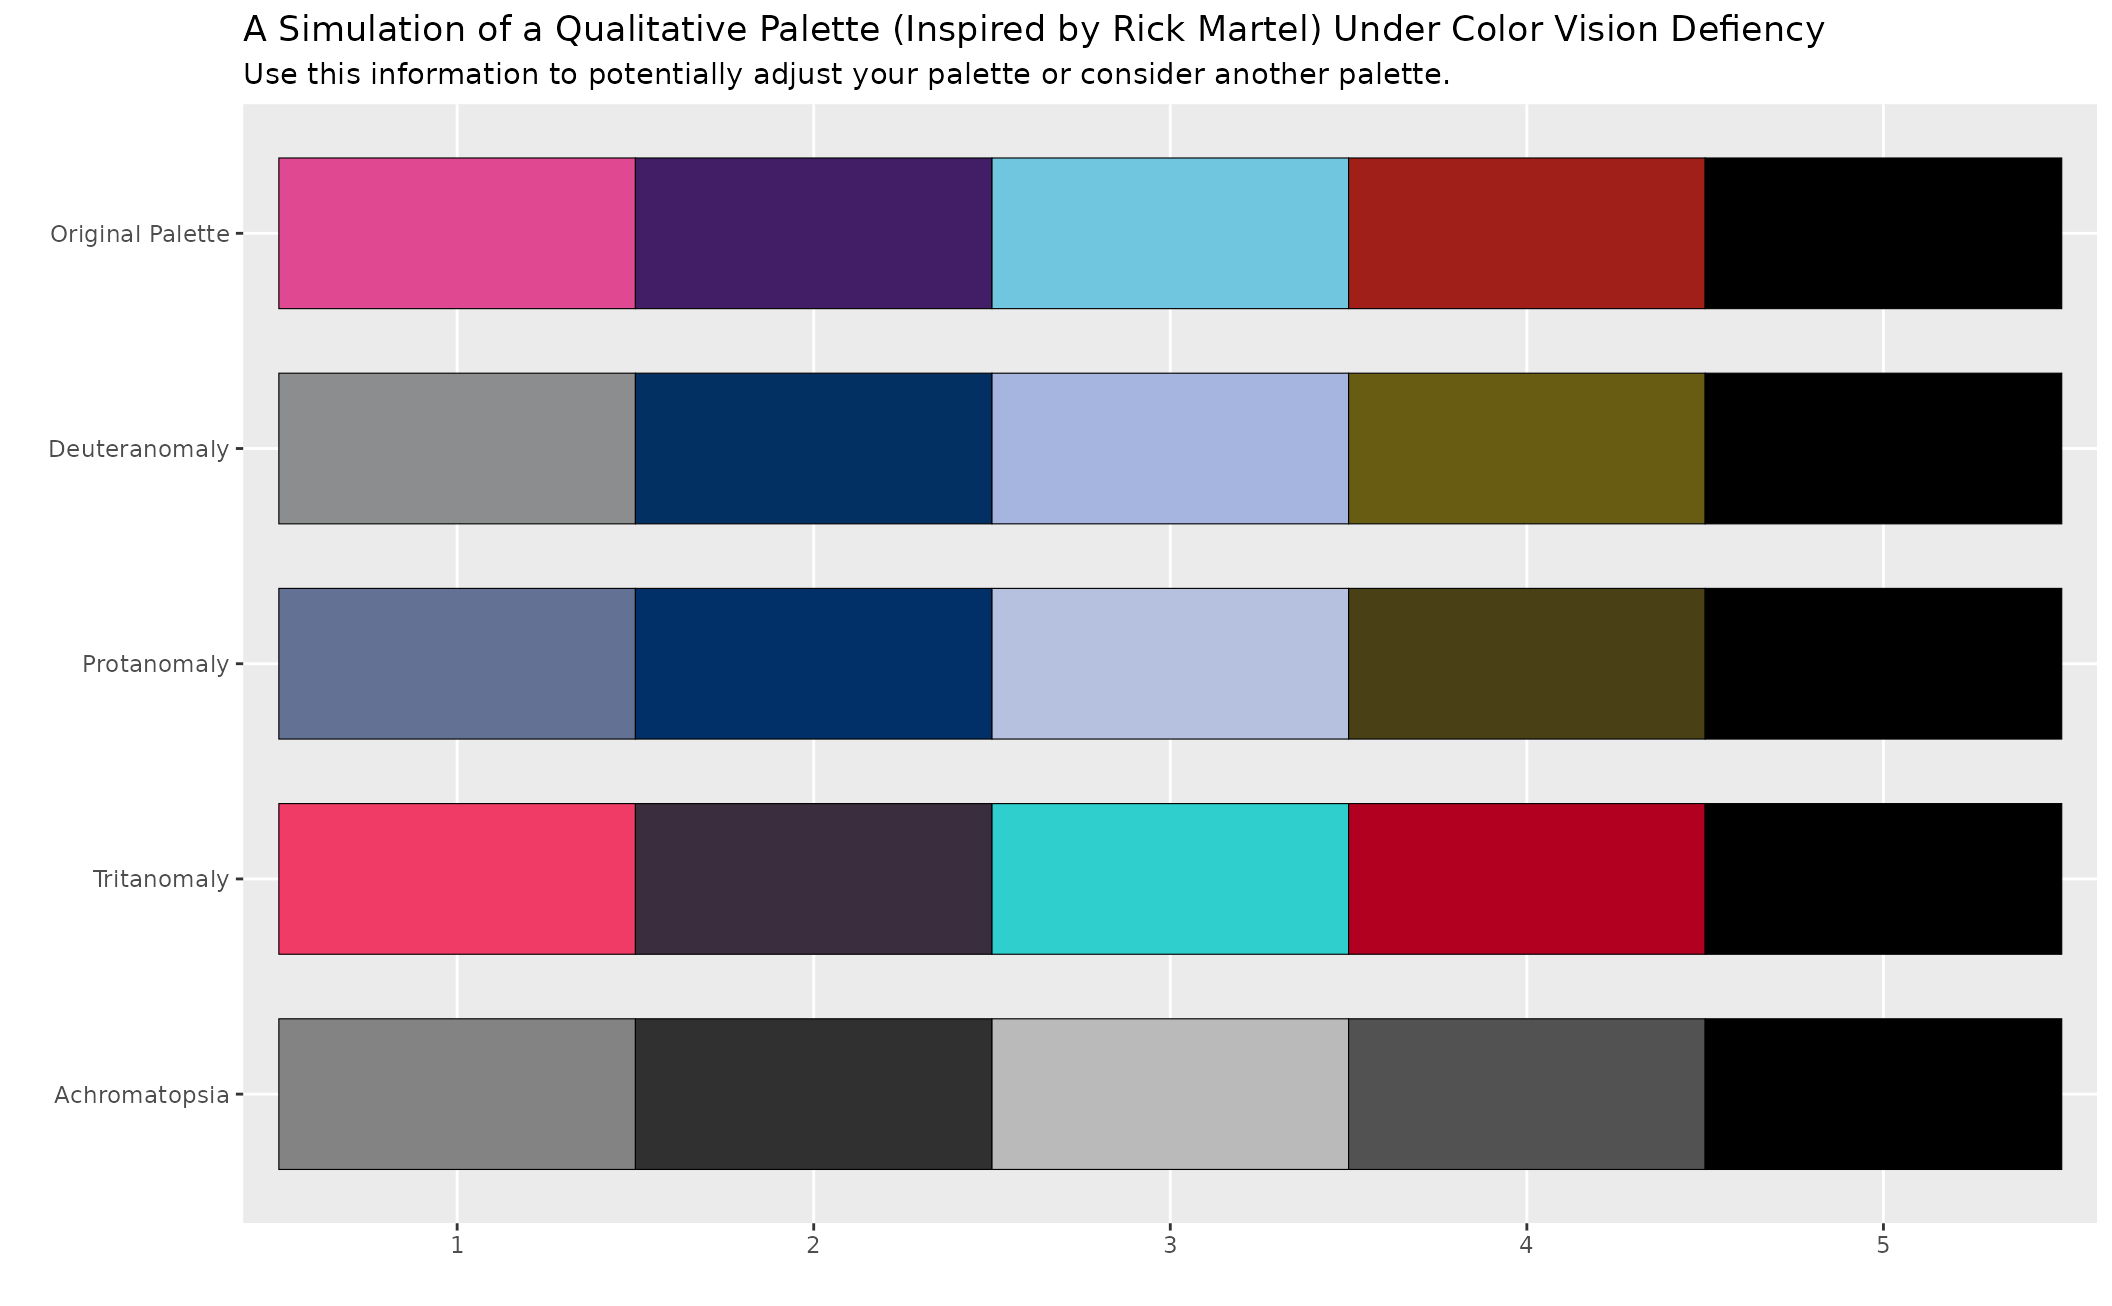 A Simulation of a Qualitative Palette (Inspired by Rick Martel) Under Color Vision Defiency
Use this information to potentially adjust your palette or consider another palette.
Original Palette
Deuteranomaly
Protanomaly
Tritanomaly
Achromatopsia
1 2 3 4 5